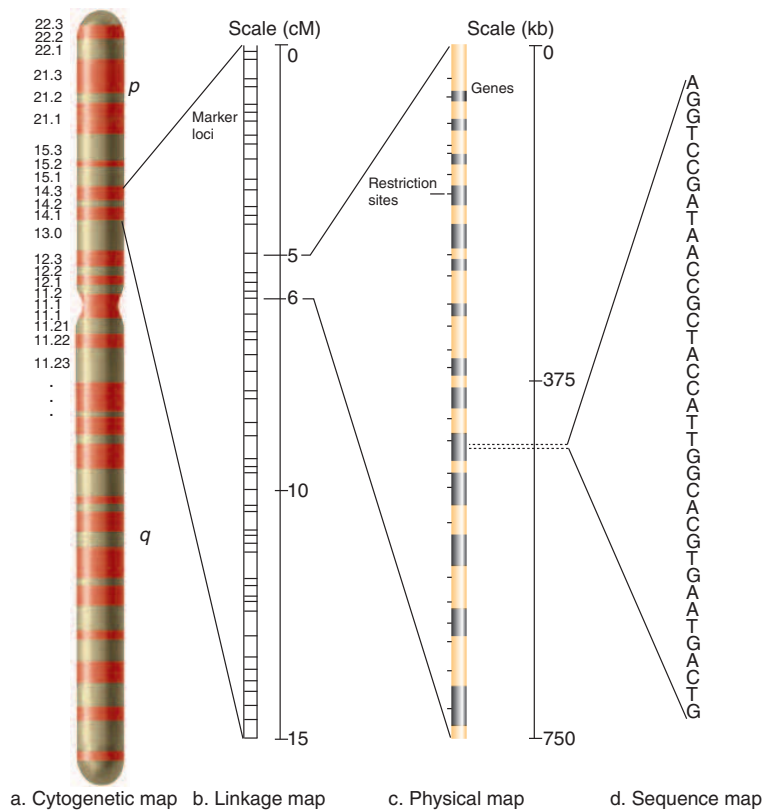 22.3
22.2
22.1
21.3
21.2
21.1
15.3
15.2
15.1
14.3
14.2
14.1
13.0
12.3
12.2
12.1
11.2
11.1
11.1
11.21
11.22
11.23
.
.
.
p
q
a. Cytogenetic map
Scale (cM)
0
Marker
loci
5
6
10
15
b. Linkage map
Scale (kb)
0
Genes
Restriction
sites
375
750
c. Physical map
A
G
G
T
C
C
G
A
T
A
A
C
C
G
C
T
A
C
C
A
T
T
G
G
C
A
C
G
T
G
A
A
T
G
A
C
T
G
d. Sequence map